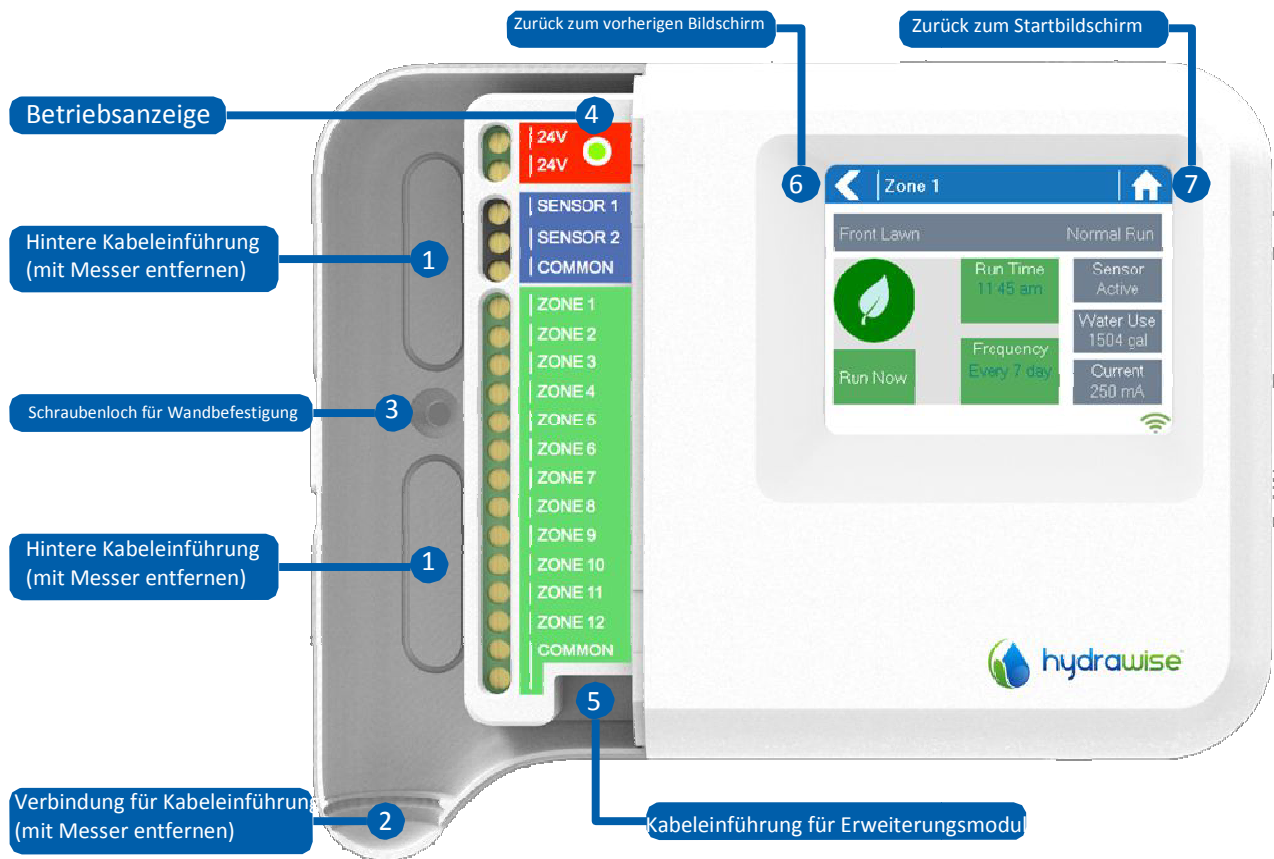 Zurück zum vorherigen Bildschirm
Zurück zum Startbildschirm
Betriebsanzeige
4
24V
24V
6
Zone 1
7
SENSOR 1
SENSOR 2
COMMON
Front Lawn
Normal Run
Hintere Kabeleinführung
(mit Messer entfernen)
1
Run Time
11:45 am
Sensor
Active
ZONE 1
ZONE 2
ZONE 3
ZONE 4
ZONE 5
ZONE 6
ZONE 7
ZONE 8
ZONE 9
ZONE 10
ZONE 11
ZONE 12
COMMON
Water Use
1504 gal
Frequency
Every 7 day
Run Now
Current
250 mA
Schraubenloch für Wandbefestigung
3
Hintere Kabeleinführung
(mit Messer entfernen)
1
hydrawise
5
Verbindung für Kabeleinführung
(mit Messer entfernen)
2
Kabeleinführung für Erweiterungsmodul